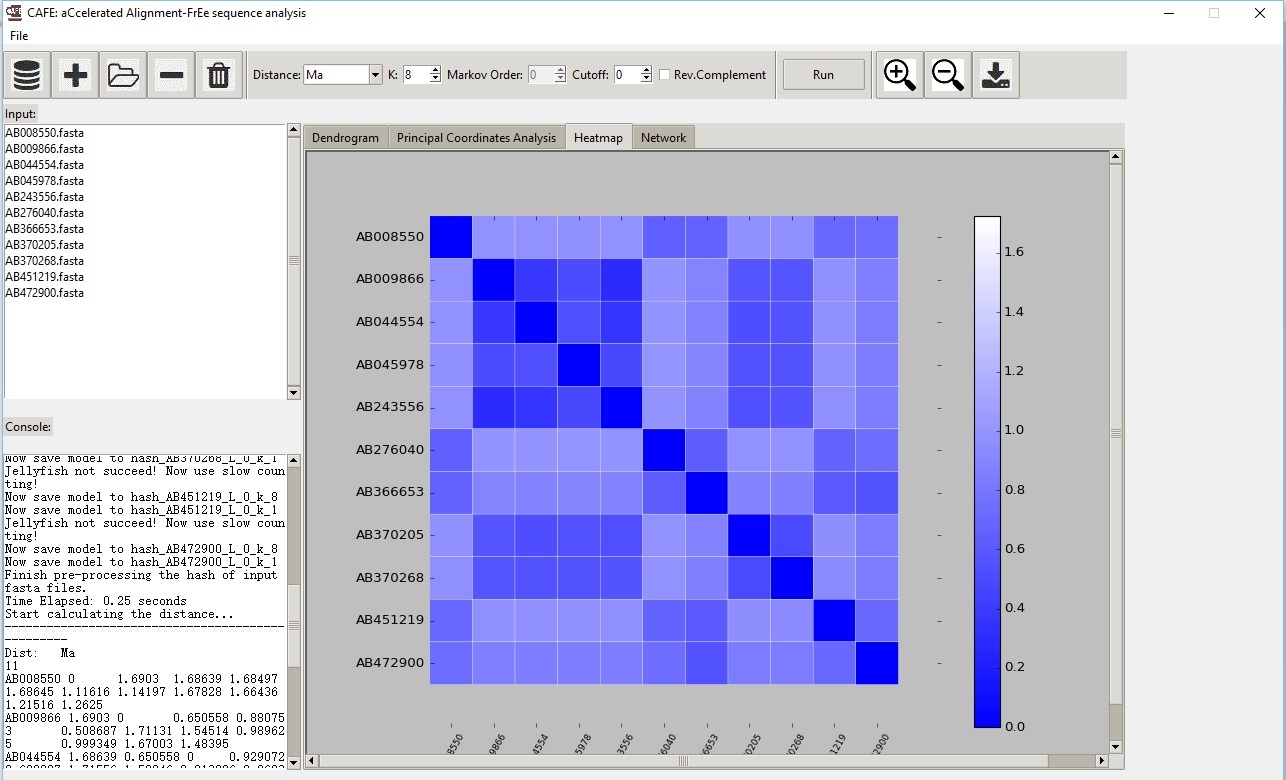 CAFE: aCcelerated Alignment-FrEe sequence analysis
File
Distance: Ma K: 8 Markov Order: 0 Cutoff: 0 Rev.Complement Run
Input:
AB008550.fasta
AB009866.fasta
AB044554.fasta
AB045978.fasta
AB243556.fasta
AB276040.fasta
AB366653.fasta
AB370205.fasta
AB370268.fasta
AB451219.fasta
AB472900.fasta
Console:
Now save model to hash_AB370268_L_0_k_1
Jellyfish not succeed! Now use slow coun
ting!
Now save model to hash_AB451219_L_0_k_8
Now save model to hash_AB451219_L_0_k_1
Jellyfish not succeed! Now use slow coun
ting!
Now save model to hash_AB472900_L_0_k_8
Now save model to hash_AB472900_L_0_k_1
Finish pre-processing the hash of input
fasta files.
Time Elapsed: 0.25 seconds
Start calculating the distance...
----------------------------------------
---------
Dist: Ma
11
AB008550 0 1.6903 1.68639 1.68497
1.68645 1.11616 1.14197 1.67828 1.66436
1.21516 1.2625
AB009866 1.6903 0 0.650558 0.88075
3 0.508687 1.71131 1.54514 0.98592
5 0.999349 1.67003 1.48395
AB044554 1.68639 0.650558 0 0.929072
Dendrogram Principal Coordinates Analysis Heatmap Network
AB008550
AB009866
AB044554
AB045978
AB243556
AB276040
AB366653
AB370205
AB370268
AB451219
AB472900
8550 9866 4554 5978 3556 6040 6653 0205 0268 1219 2900
1.6
1.4
1.2
1.0
0.8
0.6
0.4
0.2
0.0